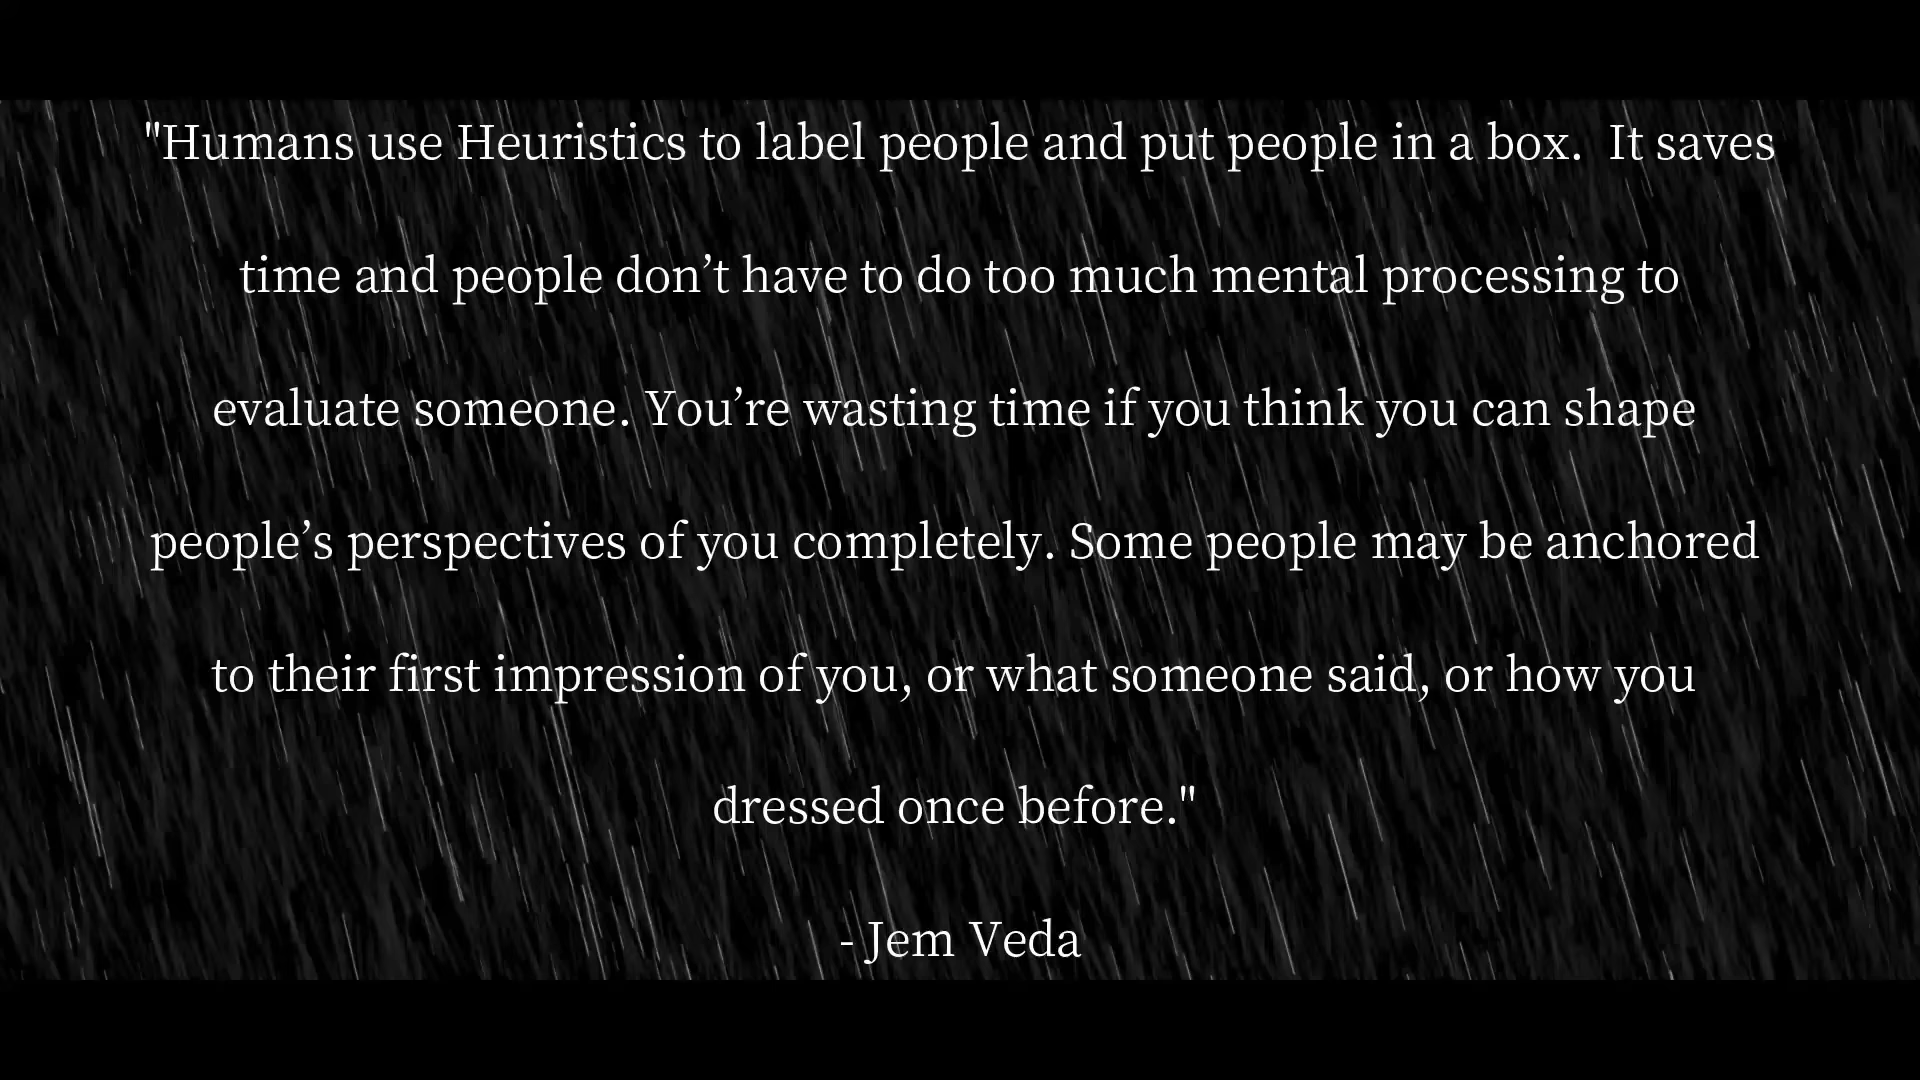 "Humans use Heuristics to label people and put people in a box.  It saves
time and people don’t have to do too much mental processing to
evaluate someone. You’re wasting time if you think you can shape
people’s perspectives of you completely. Some people may be anchored
to their first impression of you, or what someone said, or how you
dressed once before."
- Jem Veda